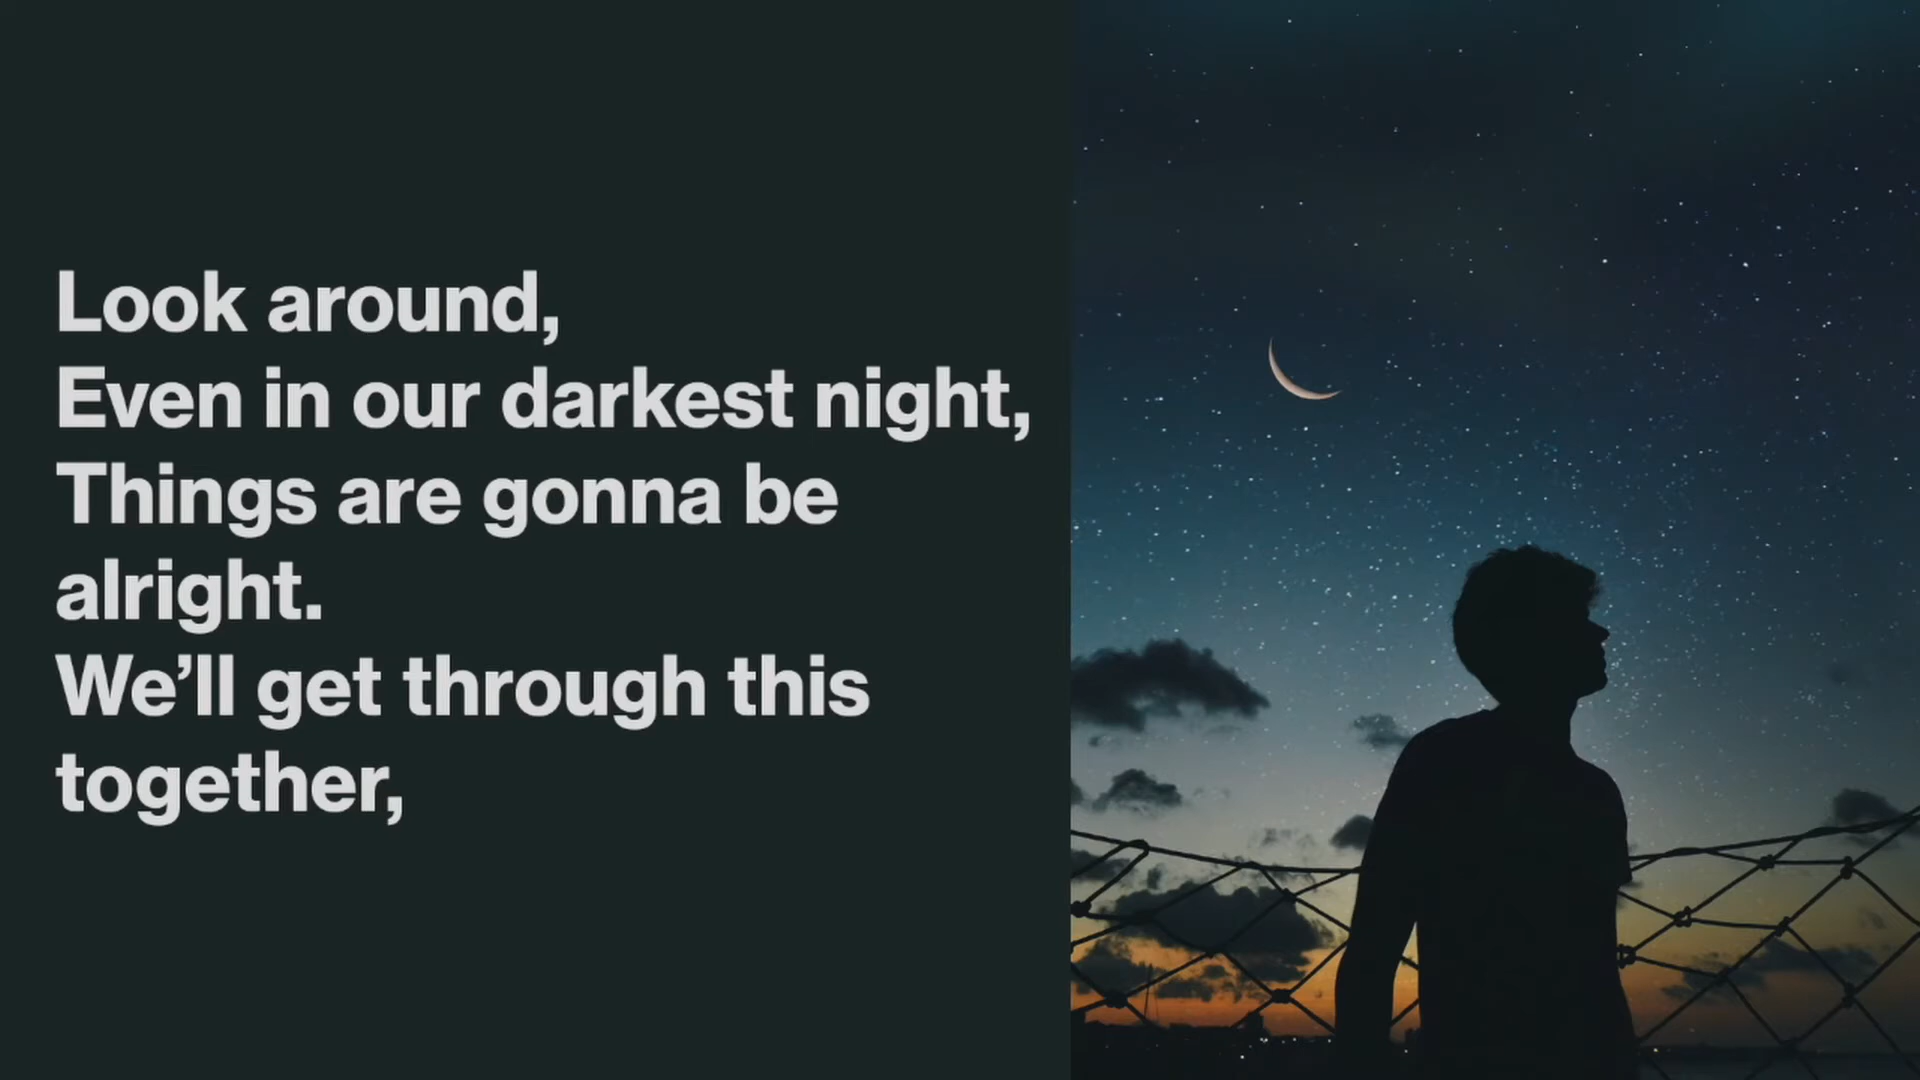 Look around,
Even in our darkest night,
Things are gonna be
alright.
We’ll get through this
together,